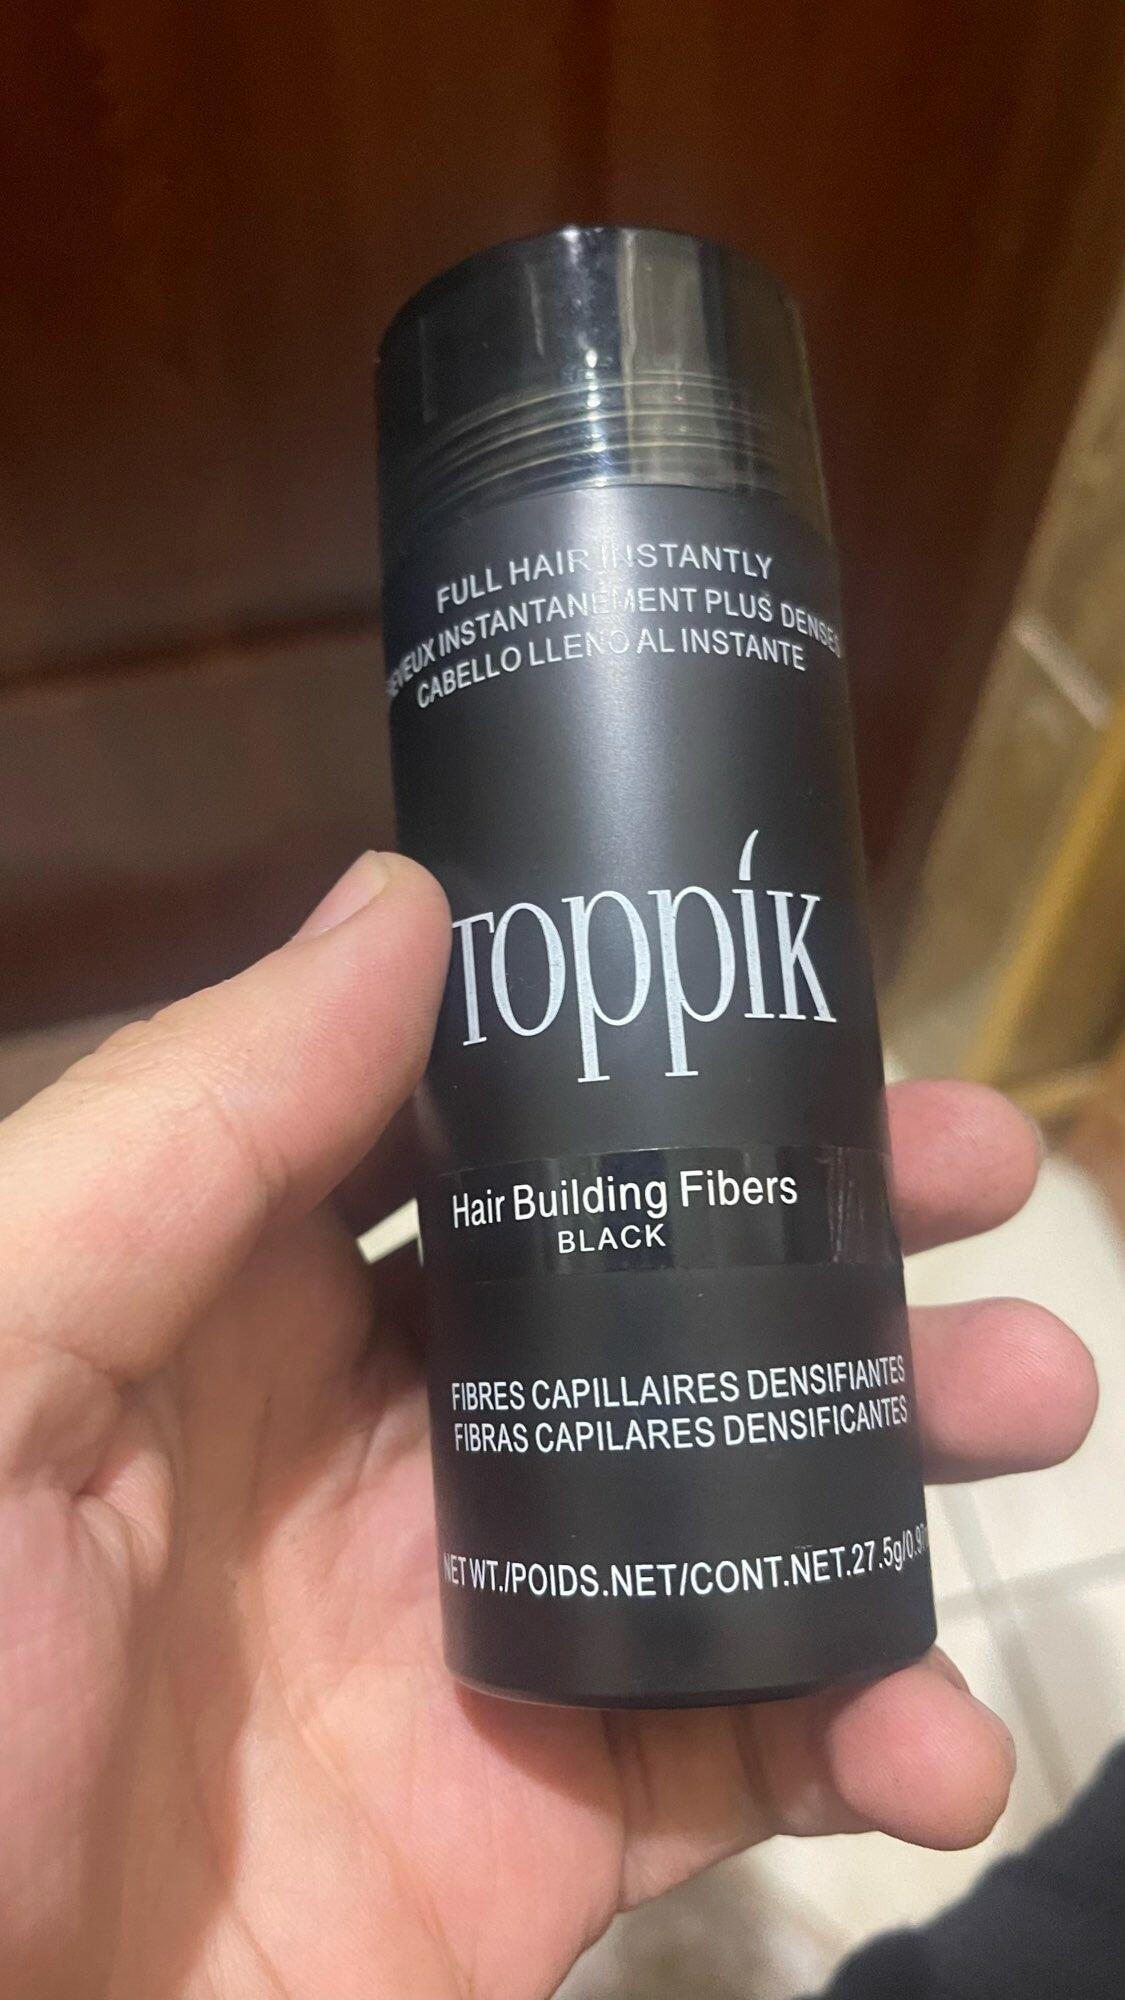 FULL HAIR INSTANTLY
INSTANTANÉMENT PLUS DENSES
CABELLO LLENO AL INSTANTE
Toppik
Hair Building Fibers
BLACK
FIBRES CAPILLAIRES DENSIFIANTES
FIBRAS CAPILARES DENSIFICANTES
NET WT./POIDS.NET/CONT.NET.27.5g/